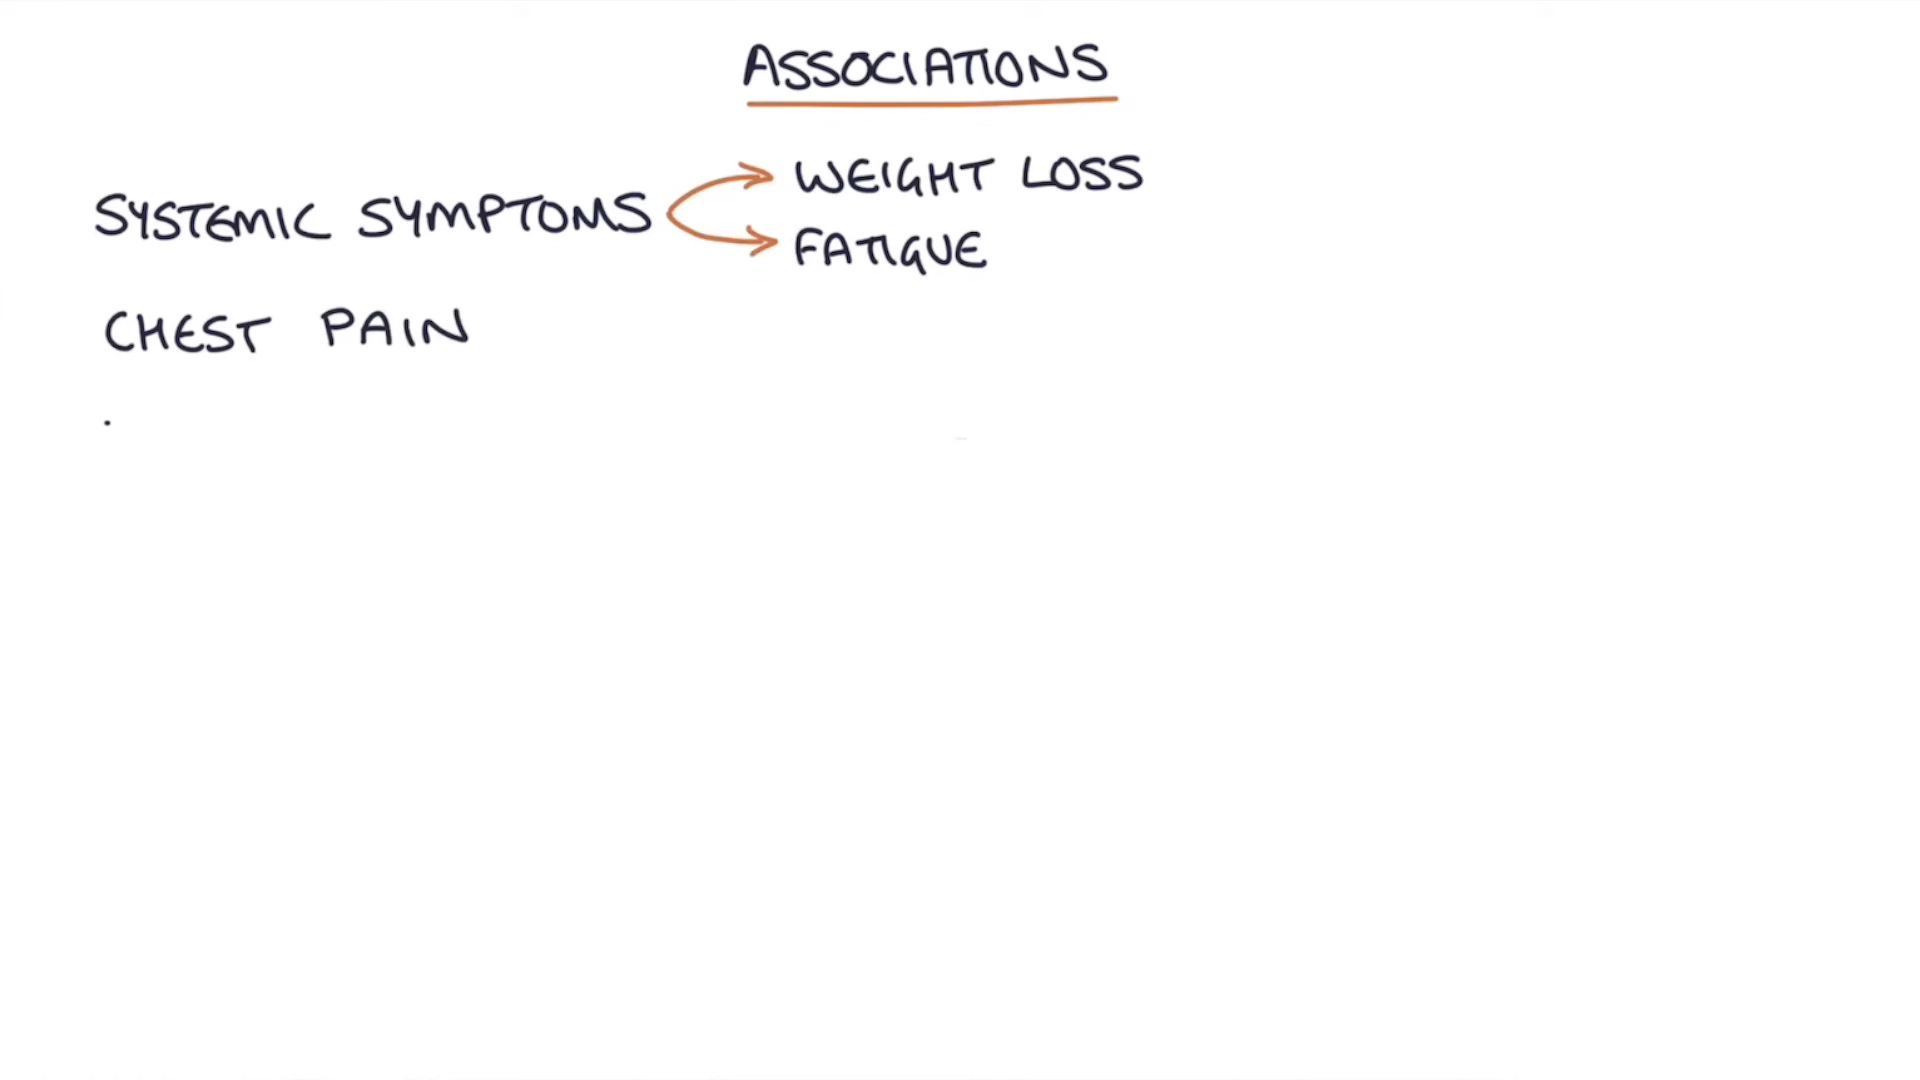 ASSOCIATIONS
SYSTEMIC SYMPTOMS
WEIGHT LOSS
FATIGUE
CHEST PAIN